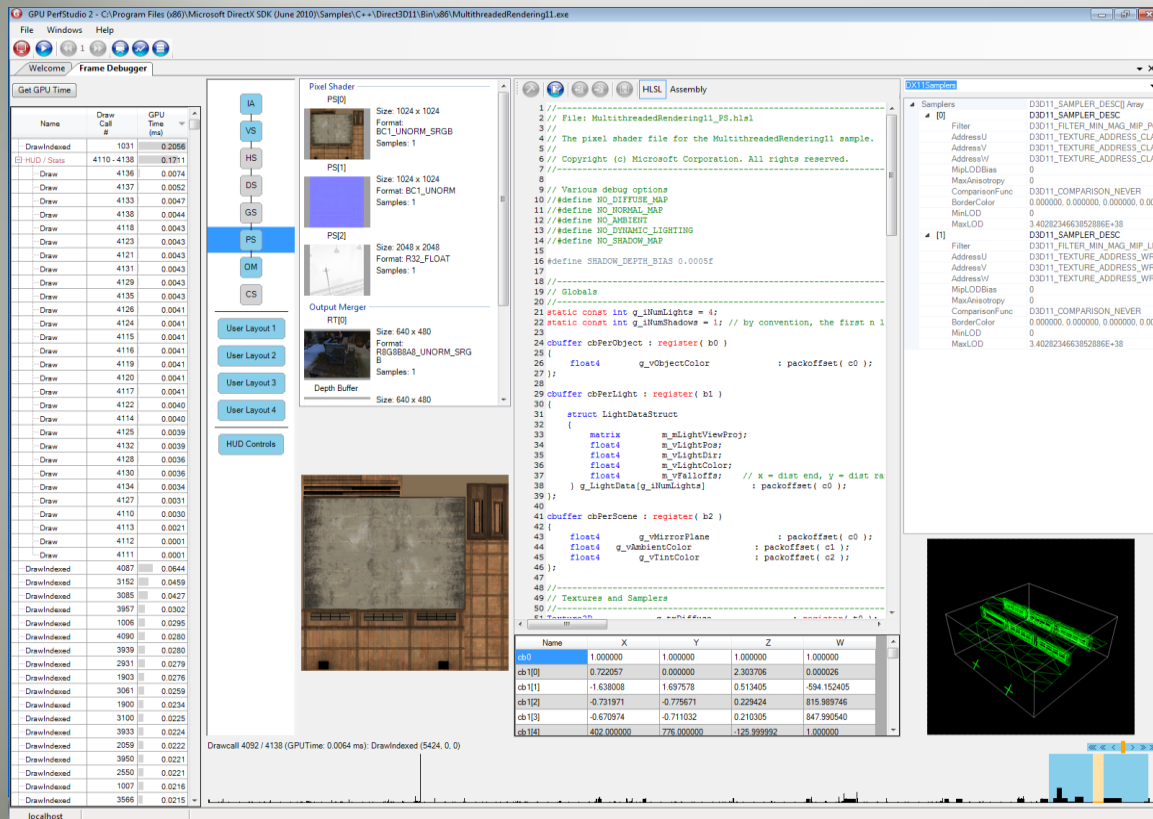 GPU PerfStudio 2 - C:\Program Files (x86)\Microsoft DirectX SDK (June 2010)\Samples\C++\Direct3D11\Bin\x86\MultithreadedRendering11.exe
File Windows Help
1
Welcome Frame Debugger
Get GPU Time
Name Draw Call # GPU Time (ms)
DrawIndexed 1031 0.2056
HUD / Stats 4110 - 4138 0.1711
Draw 4136 0.0074
Draw 4137 0.0052
Draw 4133 0.0047
Draw 4138 0.0044
Draw 4118 0.0043
Draw 4123 0.0043
Draw 4121 0.0043
Draw 4131 0.0043
Draw 4129 0.0043
Draw 4135 0.0043
Draw 4126 0.0041
Draw 4124 0.0041
Draw 4115 0.0041
Draw 4116 0.0041
Draw 4119 0.0041
Draw 4120 0.0041
Draw 4117 0.0041
Draw 4122 0.0040
Draw 4114 0.0040
Draw 4125 0.0039
Draw 4132 0.0039
Draw 4128 0.0036
Draw 4130 0.0036
Draw 4134 0.0034
Draw 4127 0.0031
Draw 4110 0.0030
Draw 4113 0.0021
Draw 4112 0.0001
Draw 4111 0.0001
DrawIndexed 4087 0.0644
DrawIndexed 3152 0.0459
DrawIndexed 3085 0.0427
DrawIndexed 3957 0.0302
DrawIndexed 1006 0.0295
DrawIndexed 4090 0.0280
DrawIndexed 3939 0.0280
DrawIndexed 2931 0.0279
DrawIndexed 1903 0.0276
DrawIndexed 3061 0.0259
DrawIndexed 1900 0.0234
DrawIndexed 3100 0.0225
DrawIndexed 3933 0.0224
DrawIndexed 2059 0.0222
DrawIndexed 3950 0.0221
DrawIndexed 2550 0.0221
DrawIndexed 1007 0.0216
DrawIndexed 3566 0.0215
IA
VS
HS
DS
GS
PS
OM
CS
User Layout 1
User Layout 2
User Layout 3
User Layout 4
HUD Controls
Pixel Shader
PS[0]
Size: 1024 x 1024
Format:
BC1_UNORM_SRGB
Samples: 1
PS[1]
Size: 1024 x 1024
Format: BC1_UNORM
Samples: 1
PS[2]
Size: 2048 x 2048
Format: R32_FLOAT
Samples: 1
Output Merger
RT[0]
Size: 640 x 480
Format:
R8G8B8A8_UNORM_SRG
B
Samples: 1
Depth Buffer
Size: 640 x 480
HLSL Assembly
1 //--------------------------------------------------------------------------------------
2 // File: MultithreadedRendering11_PS.hlsl
3 //
4 // The pixel shader file for the MultithreadedRendering11 sample.
5 //
6 // Copyright (c) Microsoft Corporation. All rights reserved.
7 //--------------------------------------------------------------------------------------
8
9 // Various debug options
10 //#define NO_DIFFUSE_MAP
11 //#define NO_NORMAL_MAP
12 //#define NO_AMBIENT
13 //#define NO_DYNAMIC_LIGHTING
14 //#define NO_SHADOW_MAP
15
16 #define SHADOW_DEPTH_BIAS 0.0005f
17
18 //--------------------------------------------------------------------------------------
19 // Globals
20 //--------------------------------------------------------------------------------------
21 static const int g_iNumLights = 4;
22 static const int g_iNumShadows = 1; // by convention, the first n l
23
24 cbuffer cbPerObject : register( b0 )
25 {
26 float4 g_vObjectColor : packoffset( c0 );
27 };
28
29 cbuffer cbPerLight : register( b1 )
30 {
31 struct LightDataStruct
32 {
33 matrix m_mLightViewProj;
34 float4 m_vLightPos;
35 float4 m_vLightDir;
36 float4 m_vLightColor;
37 float4 m_vFalloffs; // x = dist end, y = dist ra
38 } g_LightData[g_iNumLights] : packoffset( c0 );
39 };
40
41 cbuffer cbPerScene : register( b2 )
42 {
43 float4 g_vMirrorPlane : packoffset( c0 );
44 float4 g_vAmbientColor : packoffset( c1 );
45 float4 g_vTintColor : packoffset( c2 );
46 };
47
48 //--------------------------------------------------------------------------------------
49 // Textures and Samplers
50 //--------------------------------------------------------------------------------------
Name X Y Z W
cb0 1.000000 1.000000 1.000000 1.000000
cb1[0] 0.722057 0.000000 2.303706 0.000026
cb1[1] -1.638008 1.697578 0.513405 -594.152405
cb1[2] -0.731971 -0.775671 0.229424 815.989746
cb1[3] -0.670974 -0.711032 0.210305 847.990540
cb1[4] 402.000000 776.000000 -125.999992 1.000000
DX11Samplers
Samplers D3D11_SAMPLER_DESC[] Array
[0] D3D11_SAMPLER_DESC
Filter D3D11_FILTER_MIN_MAG_MIP_PO
AddressU D3D11_TEXTURE_ADDRESS_CLA
AddressV D3D11_TEXTURE_ADDRESS_CLA
AddressW D3D11_TEXTURE_ADDRESS_CLA
MipLODBias 0
MaxAnisotropy 0
ComparisonFunc D3D11_COMPARISON_NEVER
BorderColor 0.000000, 0.000000, 0.000000, 0.00
MinLOD 0
MaxLOD 3.402823466385288​6E+38
[1] D3D11_SAMPLER_DESC
Filter D3D11_FILTER_MIN_MAG_MIP_LI
AddressU D3D11_TEXTURE_ADDRESS_WR
AddressV D3D11_TEXTURE_ADDRESS_WR
AddressW D3D11_TEXTURE_ADDRESS_WR
MipLODBias 0
MaxAnisotropy 0
ComparisonFunc D3D11_COMPARISON_NEVER
BorderColor 0.000000, 0.000000, 0.000000, 0.00
MinLOD 0
MaxLOD 3.4028234663852886E+38
Drawcall 4092 / 4138 (GPUTime: 0.0064 ms): DrawIndexed (5424, 0, 0)
localhost